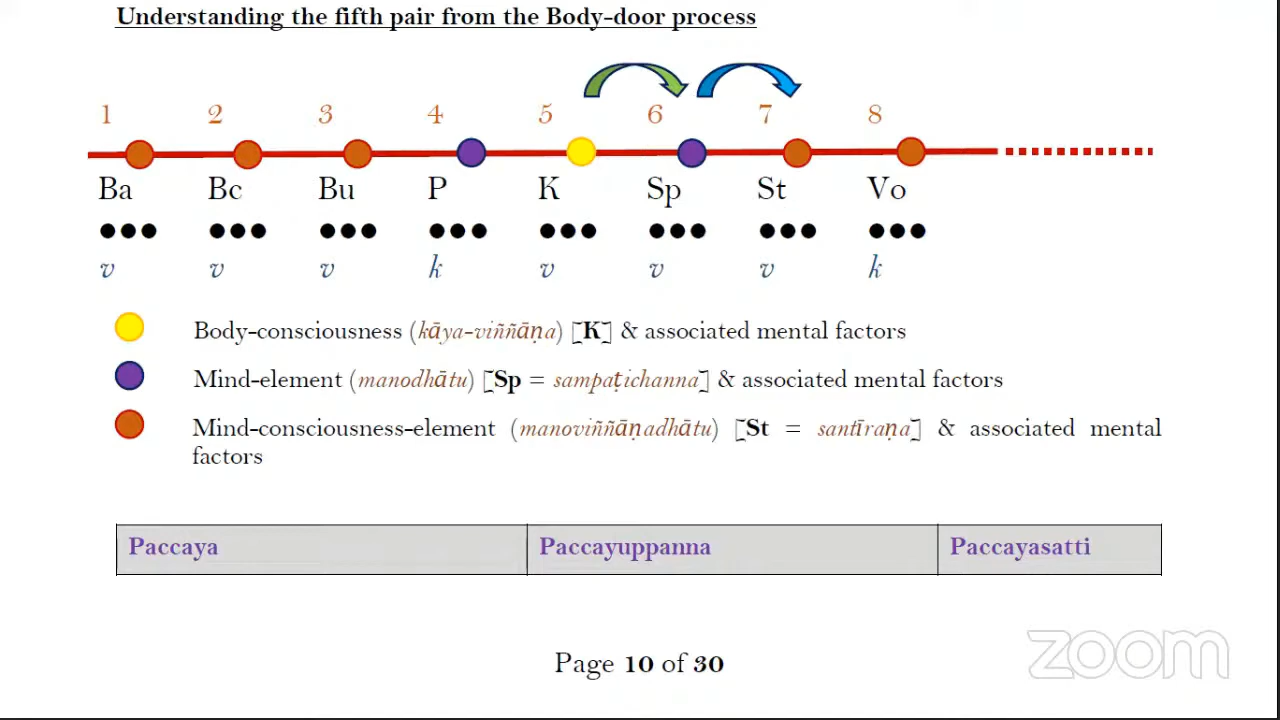 Understanding the fifth pair from the Body-door process
1 2 3 4 5 6 7 8
Ba Bc Bu P K Sp St Vo
v v v k v v v k
Body-consciousness (kāya-viññāṇa) [K] & associated mental factors
Mind-element (manodhātu) [Sp = sampaṭichanna] & associated mental factors
Mind-consciousness-element (manoviññāṇadhātu) [St = santīraṇa] & associated mental
factors
Paccaya Paccayuppanna Paccayasatti
Page 10 of 30
zoom